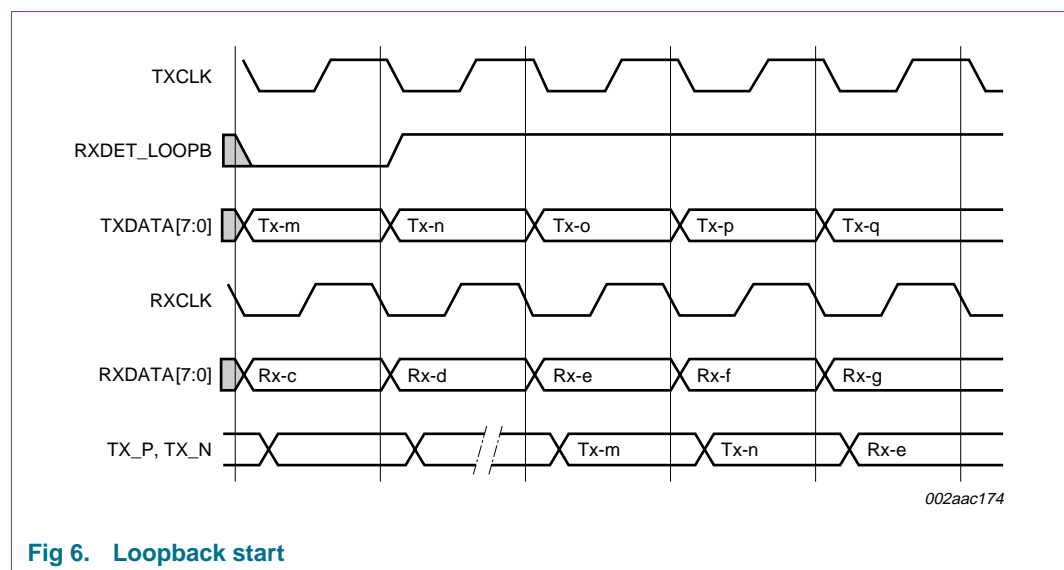 TXCLK
RXDET_LOOPB
TXDATA[7:0] Tx-m Tx-n Tx-o Tx-p Tx-q
RXCLK
RXDATA[7:0] Rx-c Rx-d Rx-e Rx-f Rx-g
TX_P, TX_N Tx-m Tx-n Rx-e
002aac174
Fig 6. Loopback start